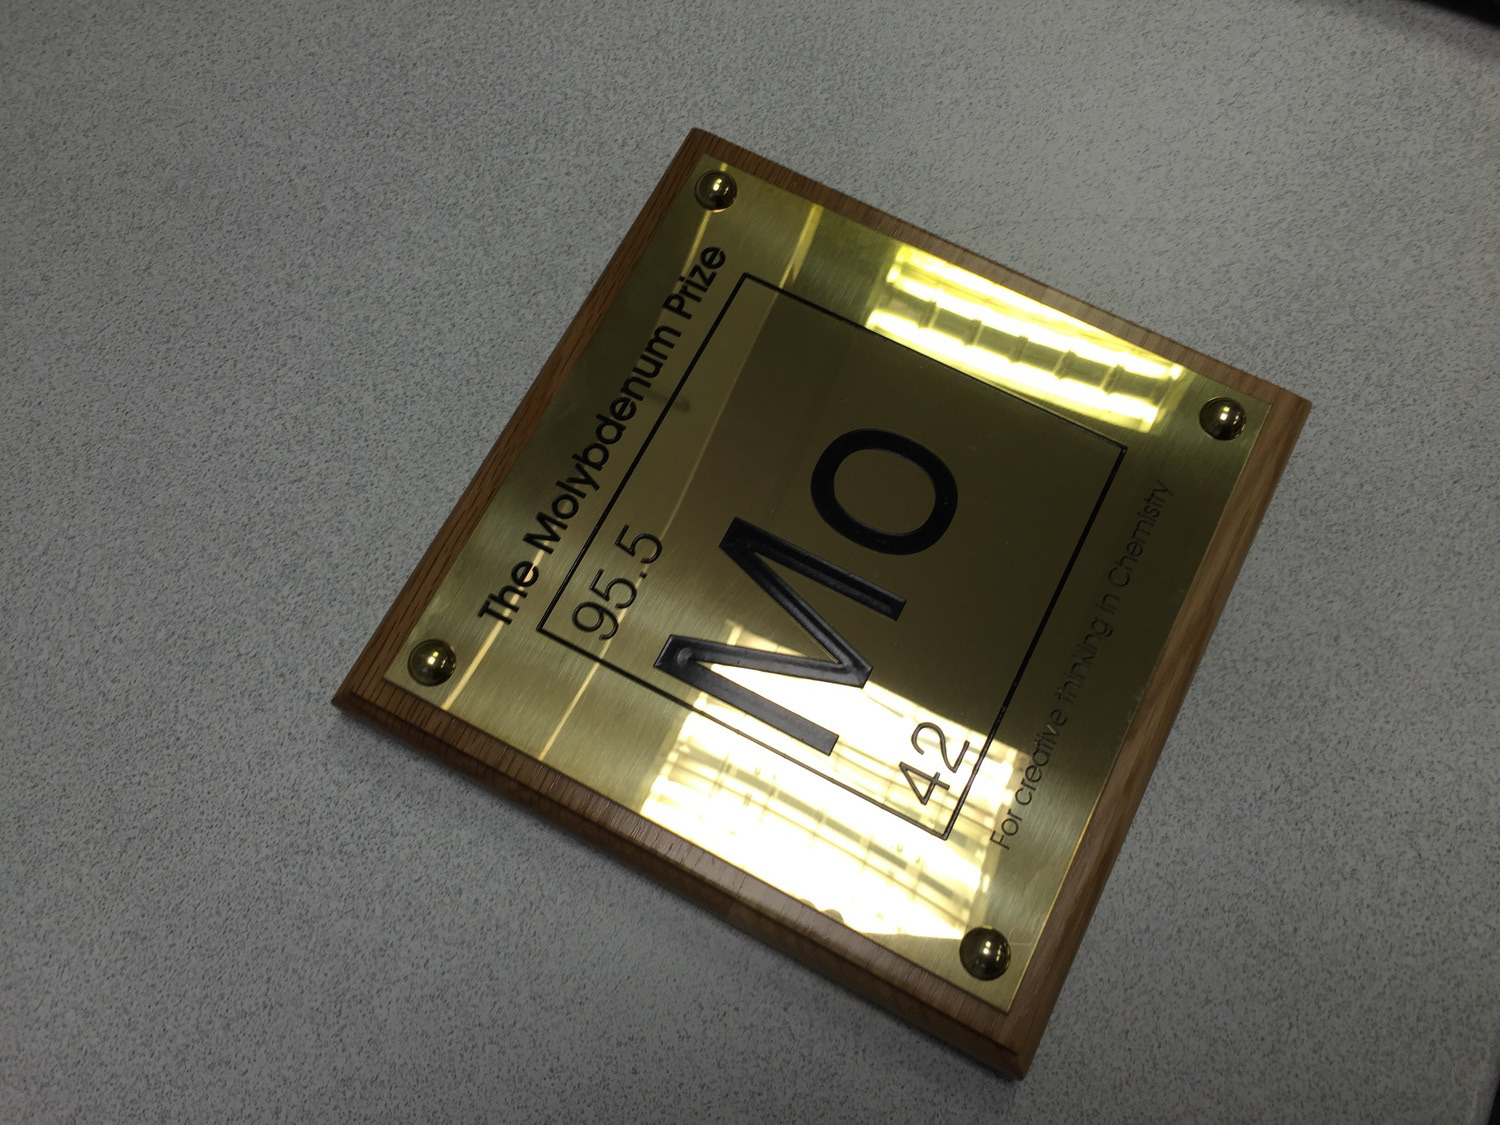 The Molybdenum Prize
95.5
Mo
42
For creative thinking in Chemistry